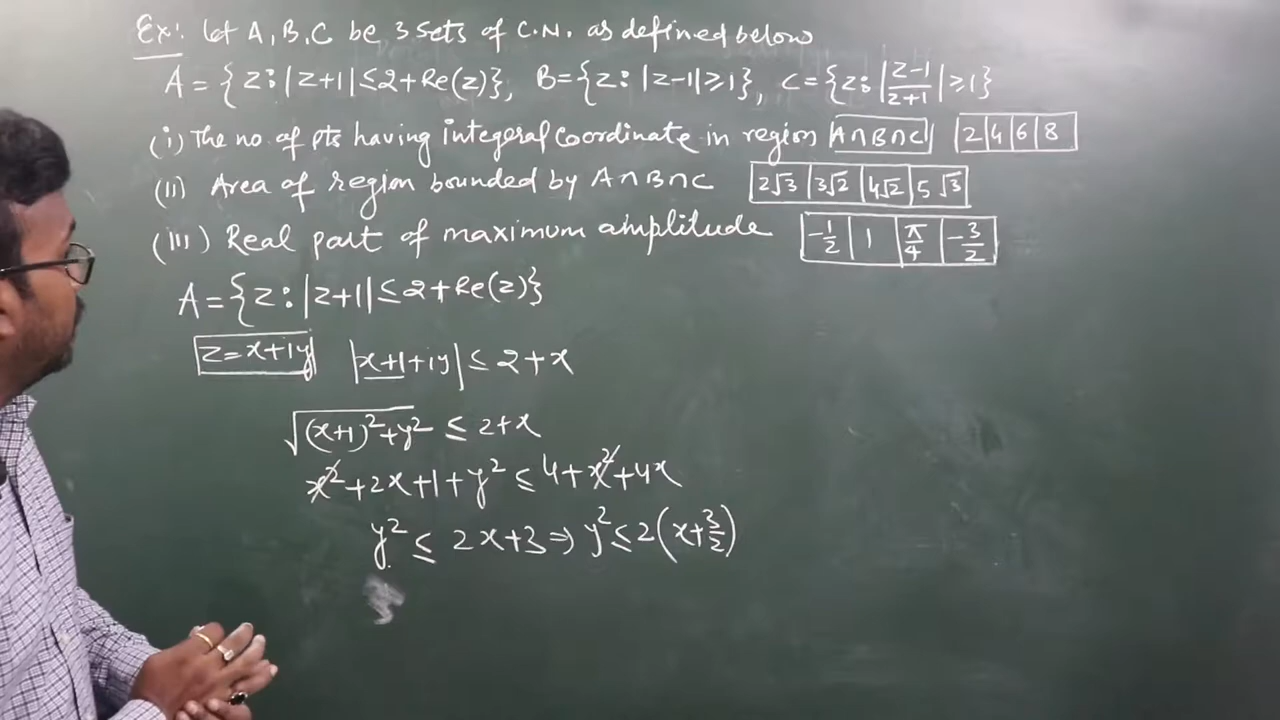 Ex: Let A, B, C be 3 sets of C.N. as defined below
A = {z : |z+1| ≤ 2+Re(z)}, B = {z : |z-1| ≥ 1}, C = {z : |z-1/z+1| ≥ 1}
(i) The no. of pts having integral coordinate in region A∩B∩C 2 4 6 8
(II) Area of region bounded by A∩B∩C 2√3 3√2 4√2 5√3
(III) Real part of maximum amplitude -1/2 1 π/4 -3/2
A = {z : |z+1| ≤ 2+Re(z)}
z = x+iy |x+1+iy| ≤ 2+x
√(x+1)²+y² ≤ 2+x
x²+2x+1+y² ≤ 4+x²+4x
y² ≤ 2x+3 ⇒ y² ≤ 2(x+3/2)